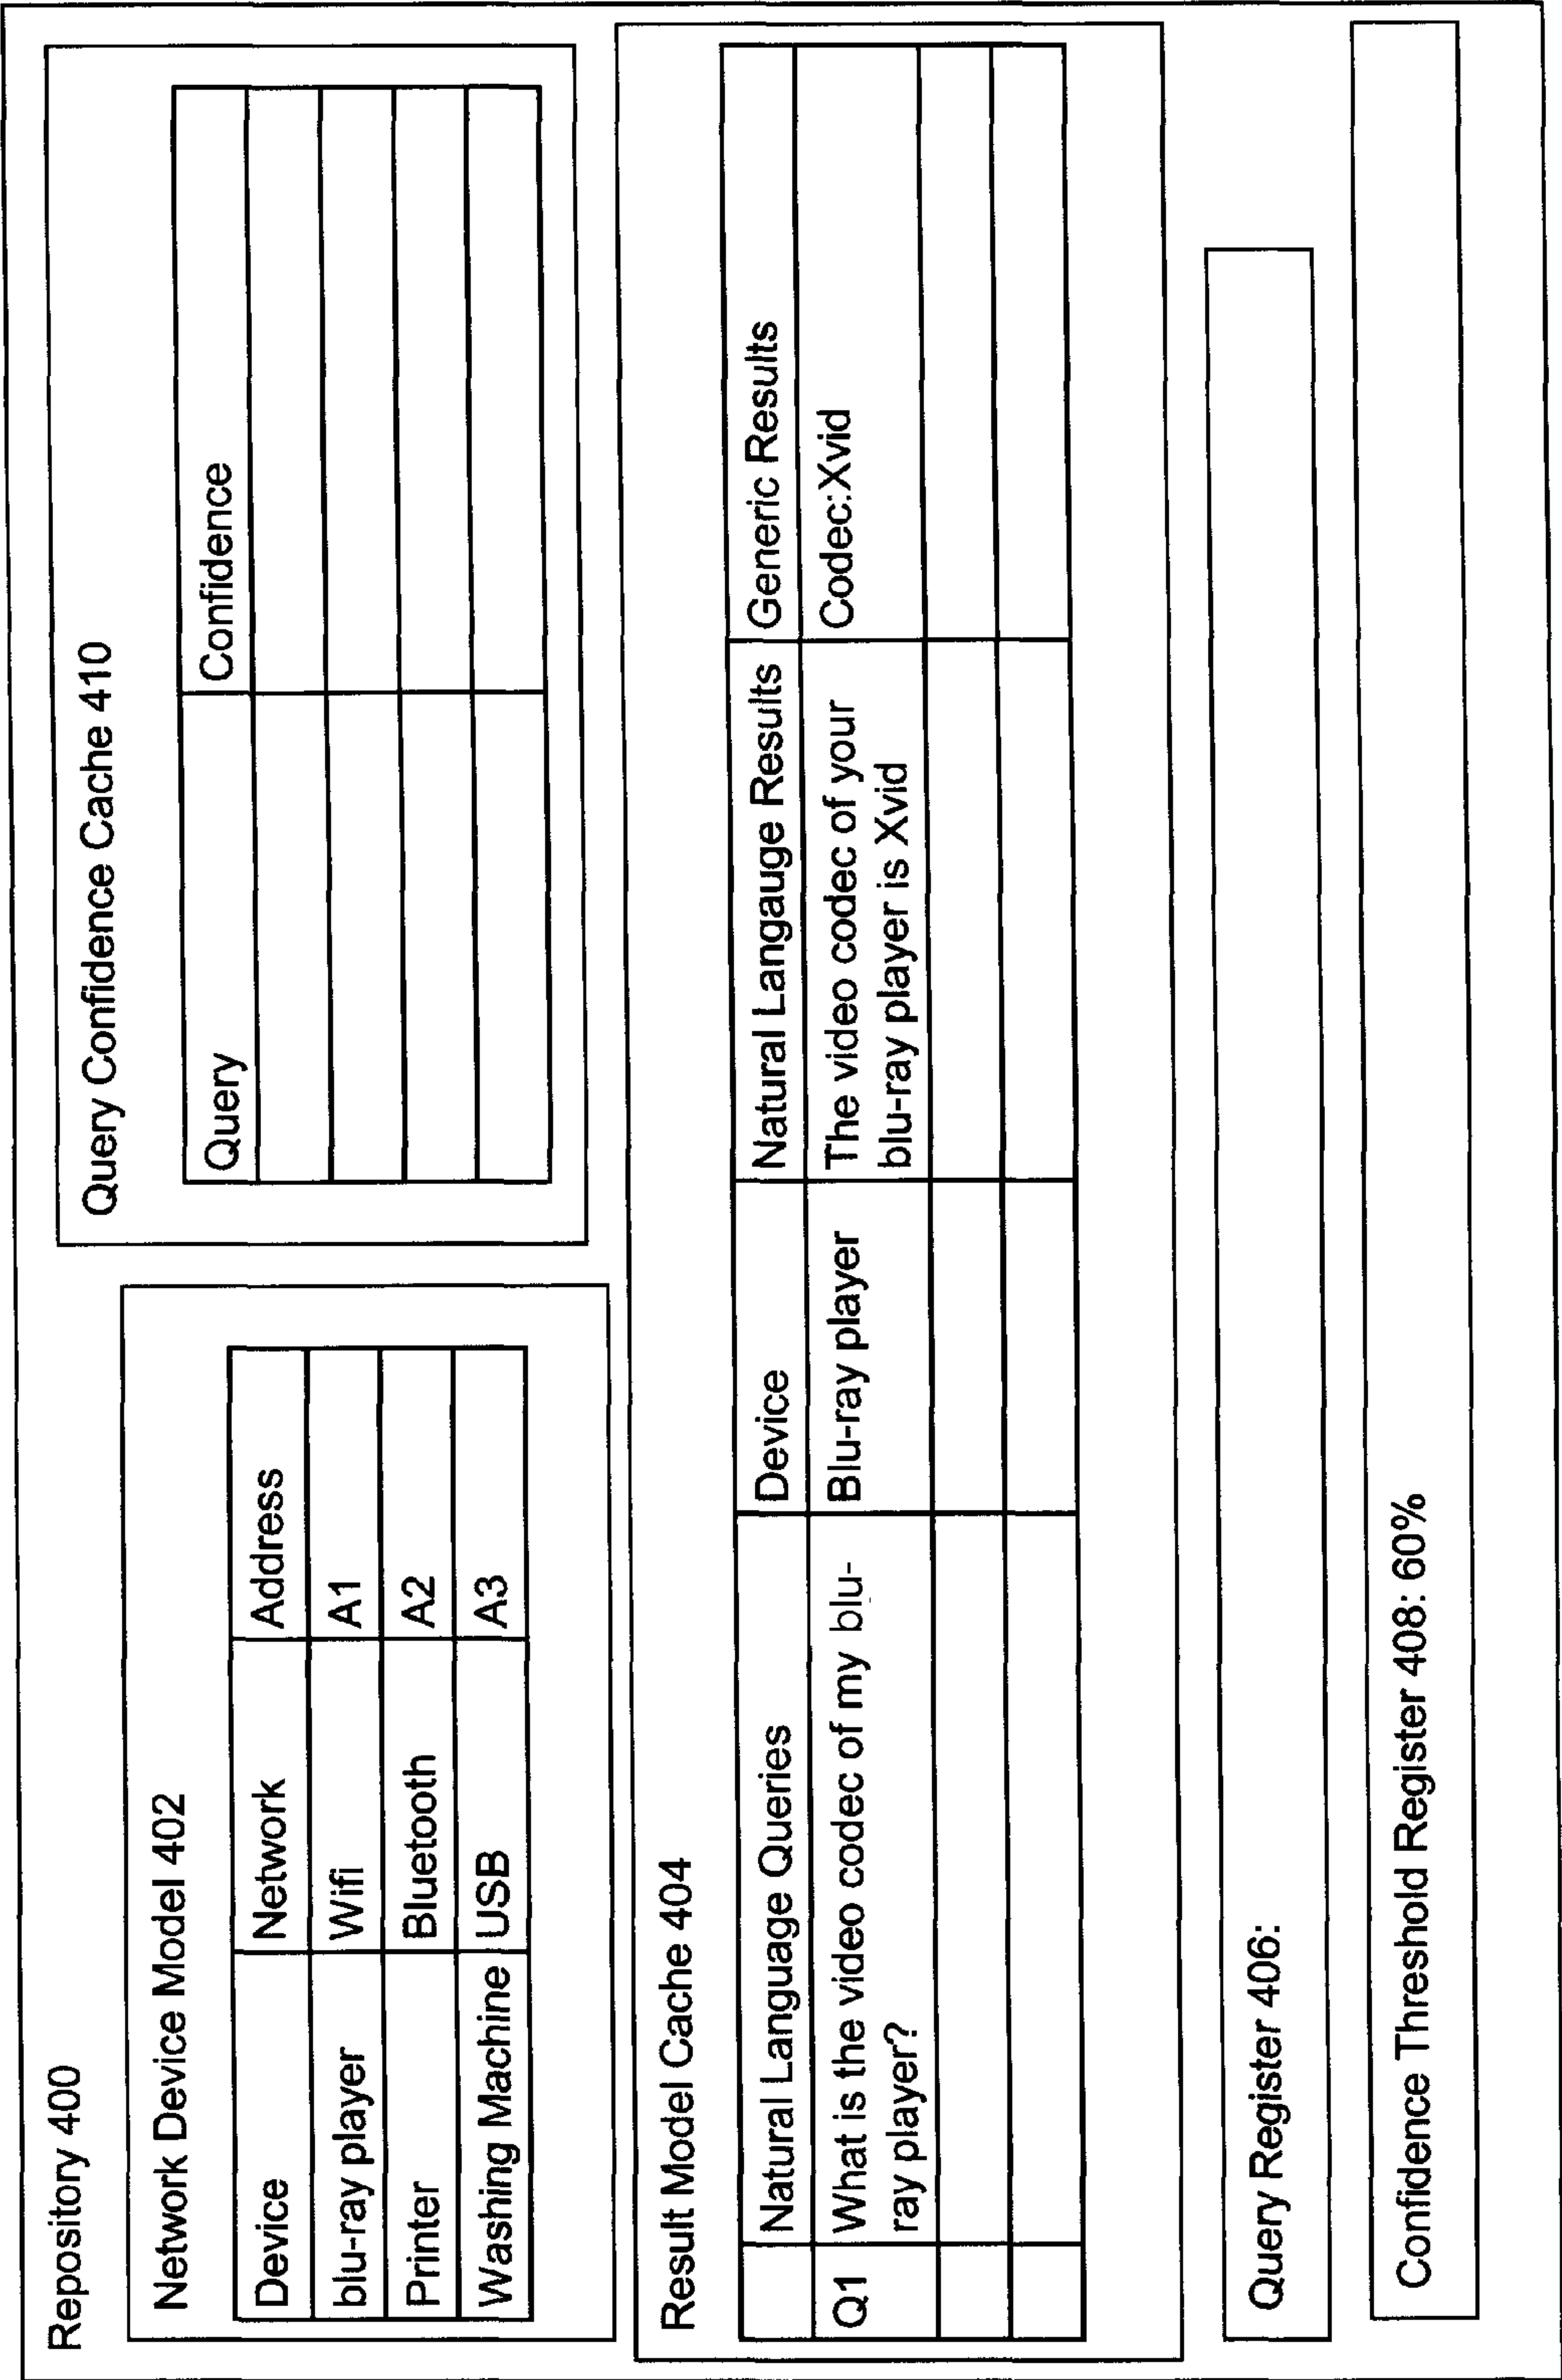 Repository 400
Network Device Model 402
Device Network Address
blu-ray player Wifi A1
Printer Bluetooth A2
Washing Machine USB A3
Query Confidence Cache 410
Query Confidence
Result Model Cache 404
Natural Language Queries Device Natural Langauge Results Generic Results
Q1 What is the video codec of my blu- Blu-ray player The video codec of your Codec:Xvid
ray player? blu-ray player is Xvid
Query Register 406:
Confidence Threshold Register 408: 60%